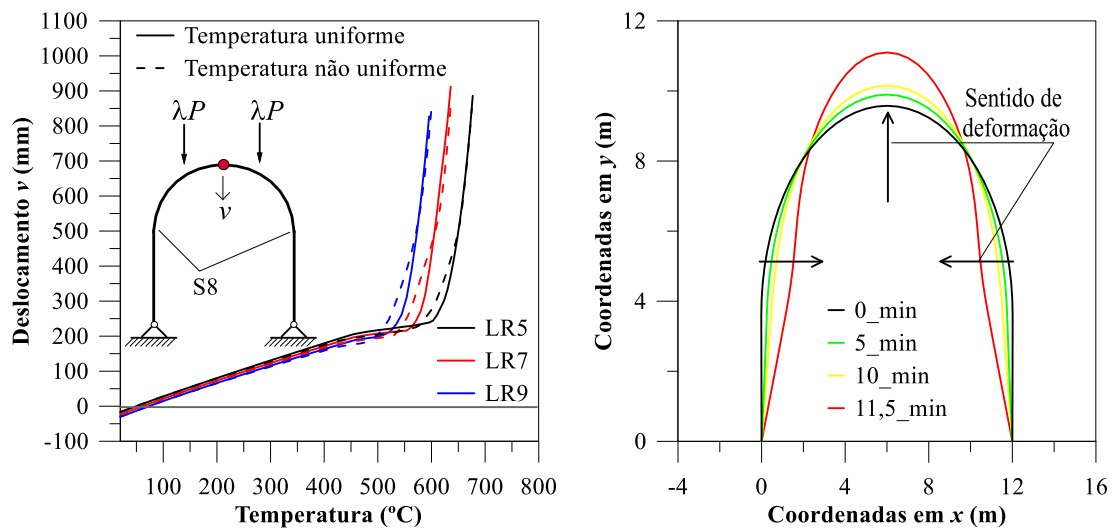 1100
1000
900
800
700
600
500
400
300
200
100
0
-100
Deslocamento v (mm)
Temperatura uniforme
Temperatura não uniforme
λP λP
v
S8
LR5
LR7
LR9
100 200 300 400 500 600 700 800
Temperatura (ºC)
12
8
4
0
Coordenadas em y (m)
Sentido de
deformação
0_min
5_min
10_min
11,5_min
-4 0 4 8 12 16
Coordenadas em x (m)